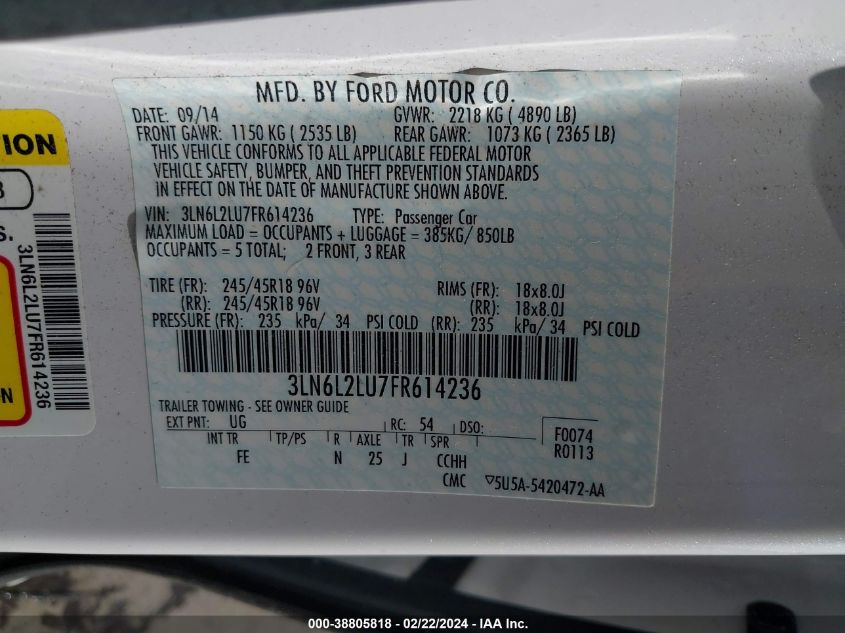 MFD. BY FORD MOTOR CO.
DATE: 09/14 GVWR: 2218 KG ( 4890 LB)
FRONT GAWR: 1150 KG ( 2535 LB) REAR GAWR: 1073 KG ( 2365 LB)
THIS VEHICLE CONFORMS TO ALL APPLICABLE FEDERAL MOTOR
VEHICLE SAFETY, BUMPER, AND THEFT PREVENTION STANDARDS
IN EFFECT ON THE DATE OF MANUFACTURE SHOWN ABOVE.
VIN: 3LN6L2LU7FR614236 TYPE: Passenger Car
MAXIMUM LOAD = OCCUPANTS + LUGGAGE = 385KG/ 850LB
OCCUPANTS = 5 TOTAL; 2 FRONT, 3 REAR
TIRE (FR): 245/45R18 96V RIMS (FR): 18x8.0J
(RR): 245/45R18 96V (RR): 18x8.0J
PRESSURE (FR): 235 kPa/ 34 PSI COLD (RR): 235 kPa/ 34 PSI COLD
3LN6L2LU7FR614236
TRAILER TOWING - SEE OWNER GUIDE
EXT PNT: UG RC: 54 DSO: F0074
INT TR TP/PS R AXLE TR SPR R0113
FE N 25 J CCHH
CMC ▽5U5A-5420472-AA
TION
3
S.
3LN6L2LU7FR614236
N
000-38805818 - 02/22/2024 - IAA Inc.